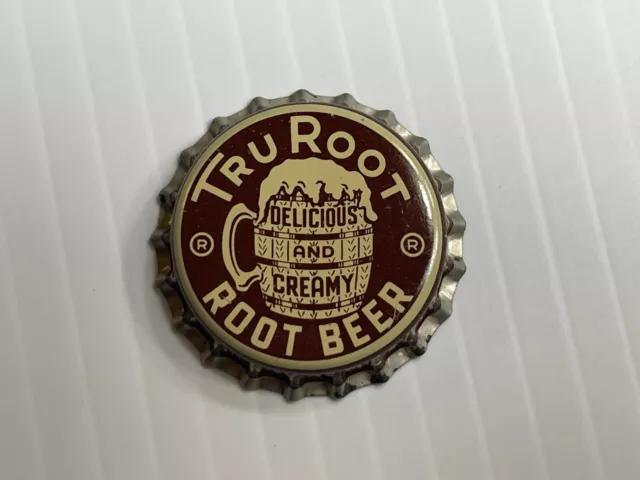 TRU ROOT
DELICIOUS
AND
CREAMY
® ®
ROOT BEER